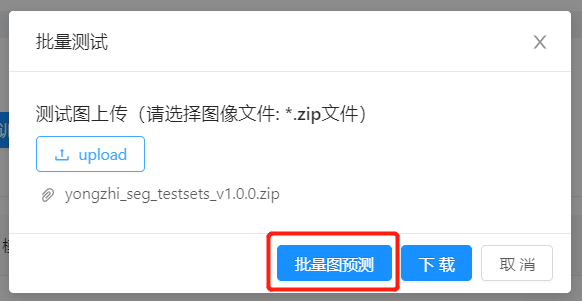 批量测试
测试图上传（请选择图像文件: *.zip文件）
upload
yongzhi_seg_testsets_v1.0.0.zip
批量图预测 下 载 取 消